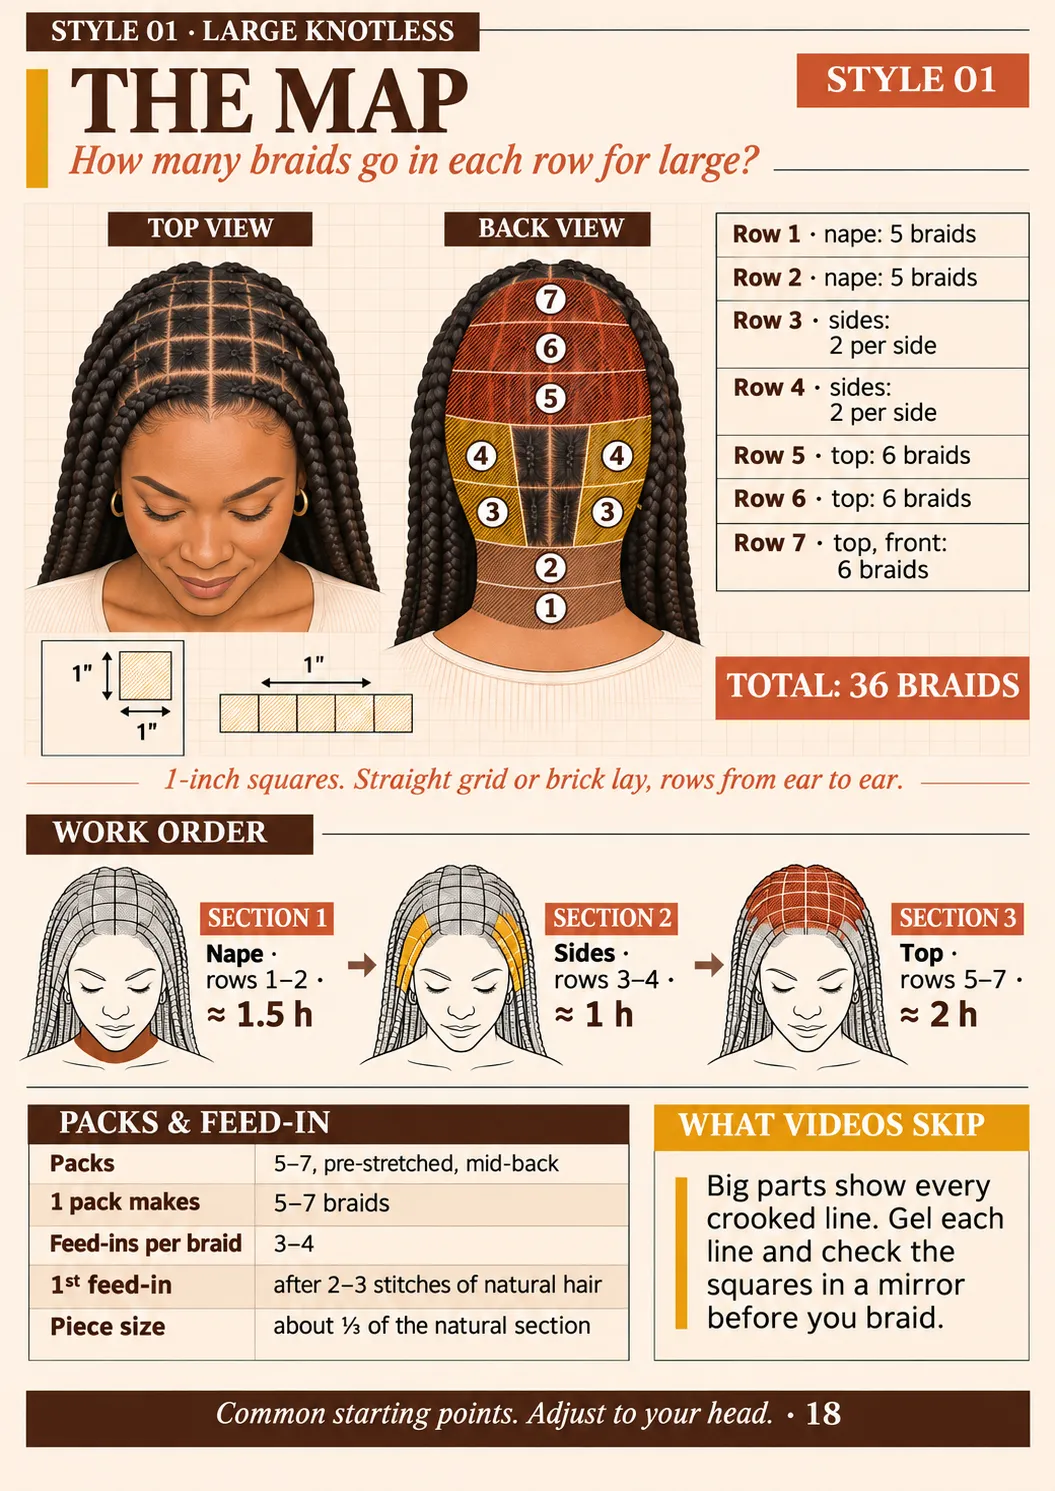 STYLE 01 · LARGE KNOTLESS
THE MAP
STYLE 01
How many braids go in each row for large?
TOP VIEW
BACK VIEW
7
6
5
4
4
3
3
2
1
Row 1 · nape: 5 braids
Row 2 · nape: 5 braids
Row 3 · sides:
2 per side
Row 4 · sides:
2 per side
Row 5 · top: 6 braids
Row 6 · top: 6 braids
Row 7 · top, front:
6 braids
1"
1"
1"
TOTAL: 36 BRAIDS
1-inch squares. Straight grid or brick lay, rows from ear to ear.
WORK ORDER
SECTION 1
Nape ·
rows 1–2 ·
≈ 1.5 h
SECTION 2
Sides ·
rows 3–4 ·
≈ 1 h
SECTION 3
Top ·
rows 5–7 ·
≈ 2 h
PACKS & FEED-IN
Packs 5–7, pre-stretched, mid-back
1 pack makes 5–7 braids
Feed-ins per braid 3–4
1st feed-in after 2–3 stitches of natural hair
Piece size about ⅓ of the natural section
WHAT VIDEOS SKIP
Big parts show every
crooked line. Gel each
line and check the
squares in a mirror
before you braid.
Common starting points. Adjust to your head. · 18